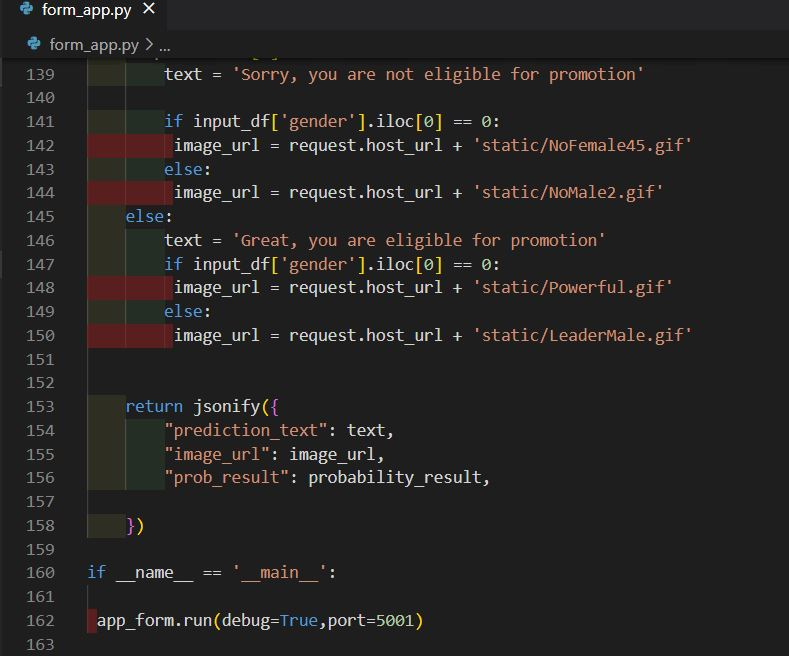 form_app.py ×
form_app.py > ...
139 text = 'Sorry, you are not eligible for promotion'
140
141 if input_df['gender'].iloc[0] == 0:
142 image_url = request.host_url + 'static/NoFemale45.gif'
143 else:
144 image_url = request.host_url + 'static/NoMale2.gif'
145 else:
146 text = 'Great, you are eligible for promotion'
147 if input_df['gender'].iloc[0] == 0:
148 image_url = request.host_url + 'static/Powerful.gif'
149 else:
150 image_url = request.host_url + 'static/LeaderMale.gif'
151
152
153 return jsonify({
154 "prediction_text": text,
155 "image_url": image_url,
156 "prob_result": probability_result,
157
158 })
159
160 if __name__ == '__main__':
161
162 app_form.run(debug=True,port=5001)
163